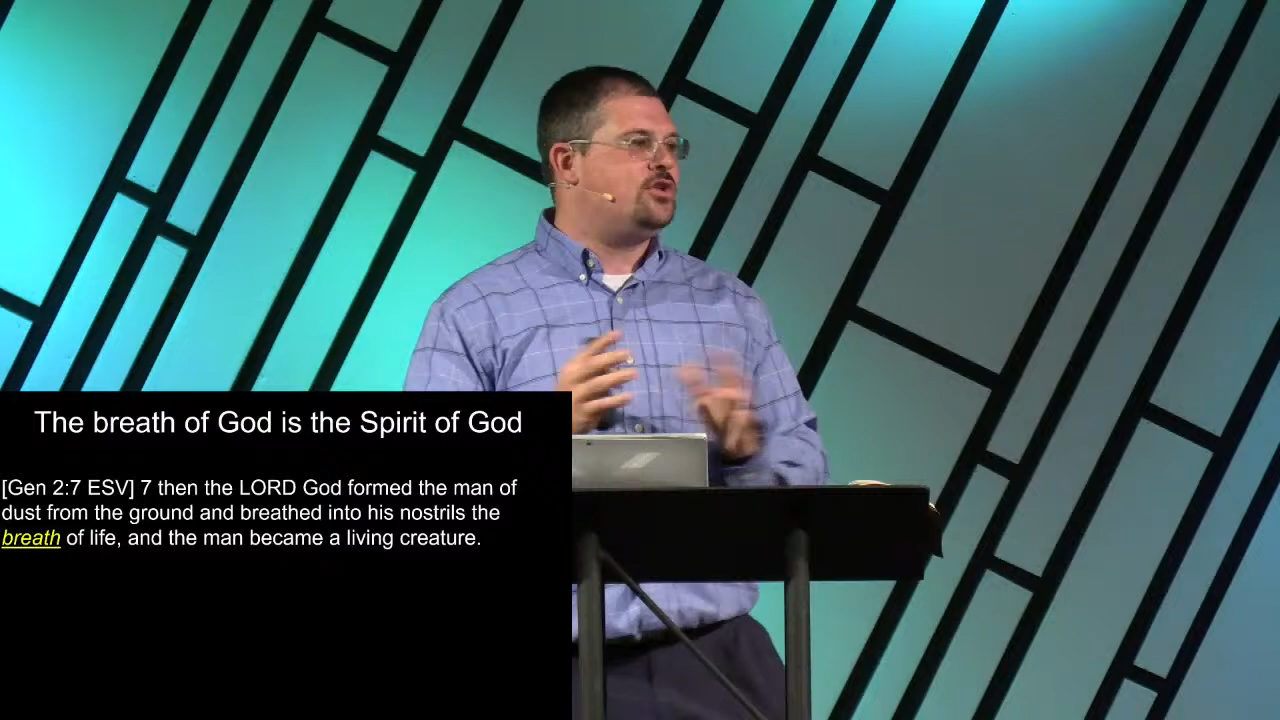 The breath of God is the Spirit of God
[Gen 2:7 ESV] 7 then the LORD God formed the man of
dust from the ground and breathed into his nostrils the
breath of life, and the man became a living creature.